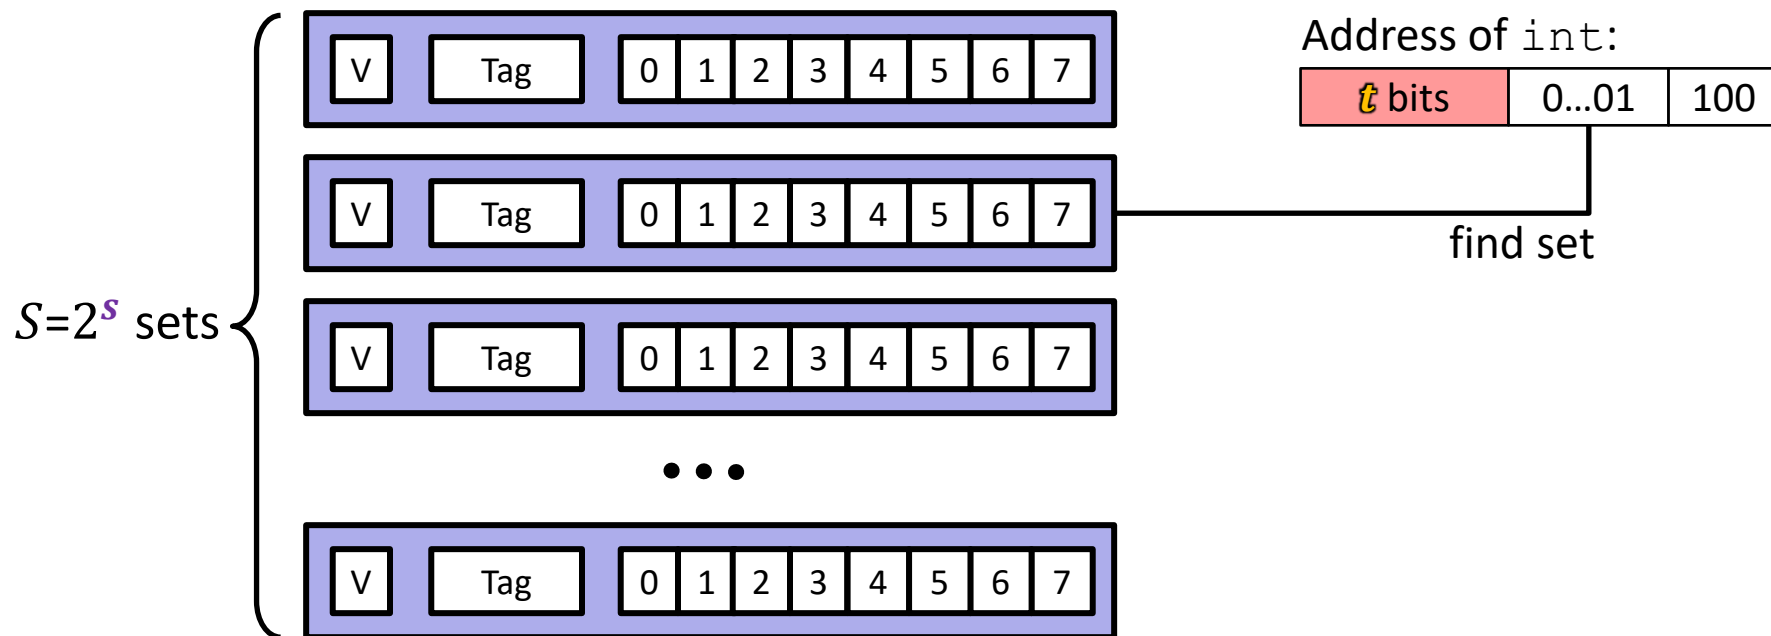 V Tag 0 1 2 3 4 5 6 7
Address of int:
t bits 0...01 100
V Tag 0 1 2 3 4 5 6 7
find set
S=2^s sets
V Tag 0 1 2 3 4 5 6 7
•••
V Tag 0 1 2 3 4 5 6 7